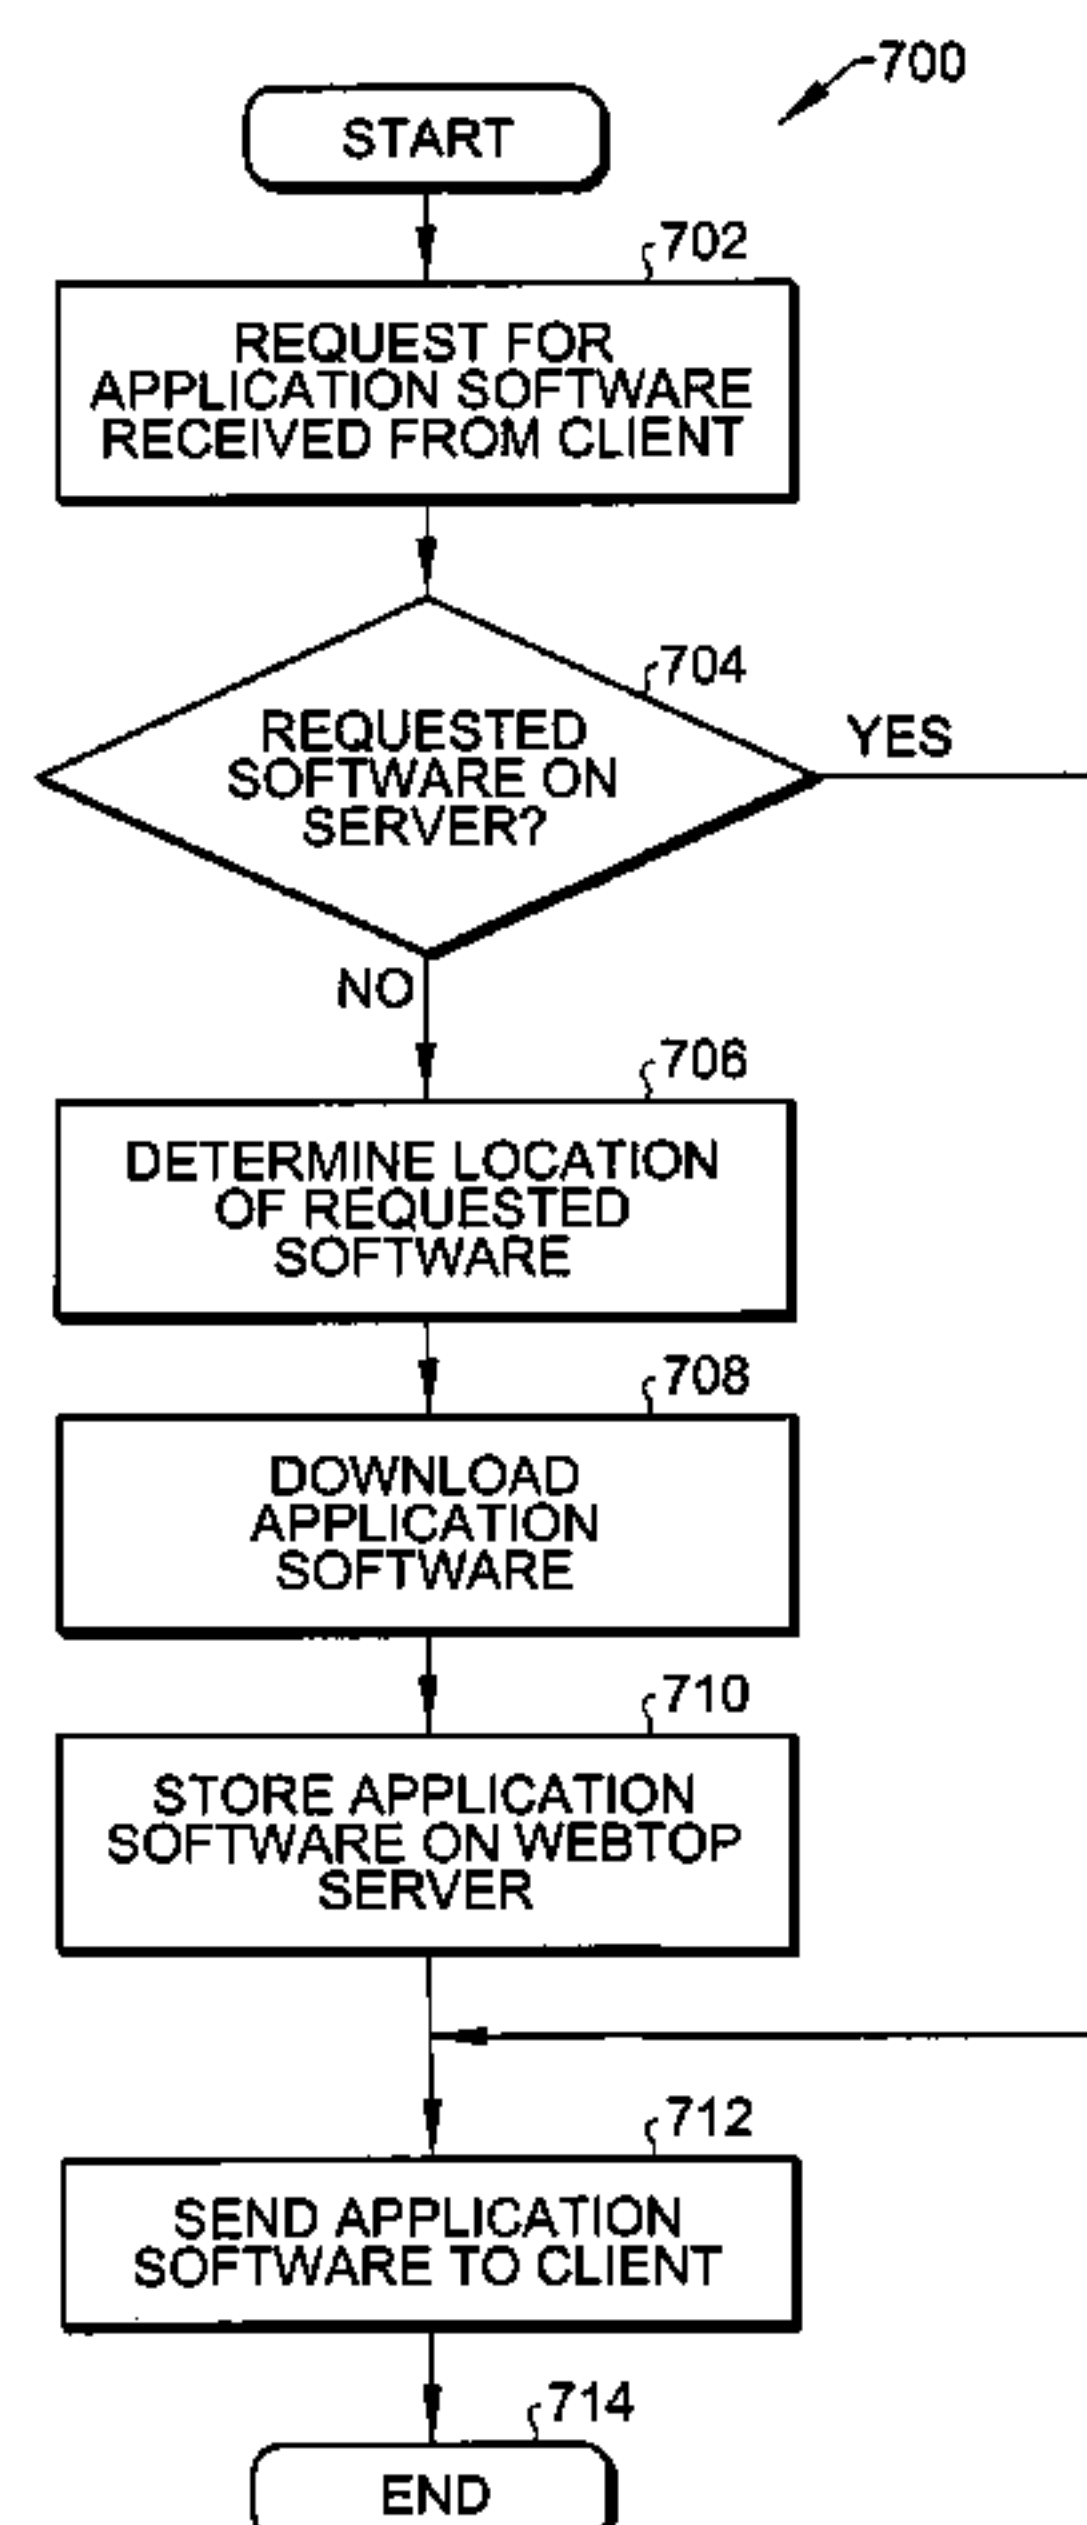 700
START
702
REQUEST FOR
APPLICATION SOFTWARE
RECEIVED FROM CLIENT
704
REQUESTED
SOFTWARE ON
SERVER?
YES
NO
706
DETERMINE LOCATION
OF REQUESTED
SOFTWARE
708
DOWNLOAD
APPLICATION
SOFTWARE
710
STORE APPLICATION
SOFTWARE ON WEBTOP
SERVER
712
SEND APPLICATION
SOFTWARE TO CLIENT
714
END